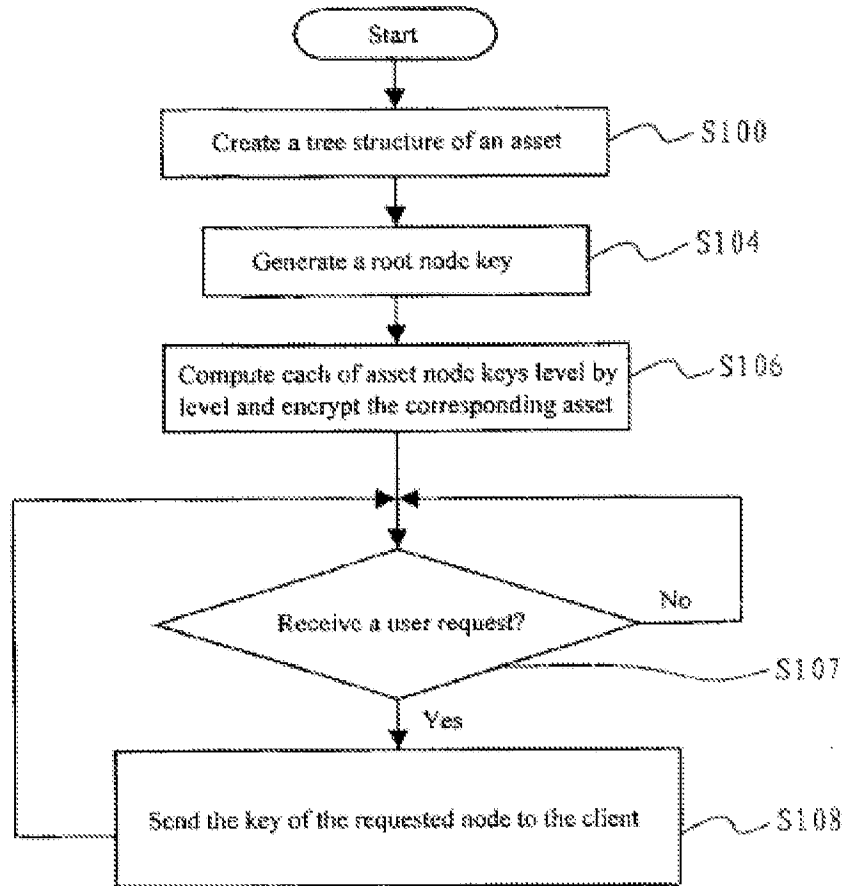 Start
Create a tree structure of an asset
S100
Generate a root node key
S104
Compute each of asset node keys level by
level and encrypt the corresponding asset
S106
Receive a user request?
No
S107
Yes
Send the key of the requested node to the client
S108